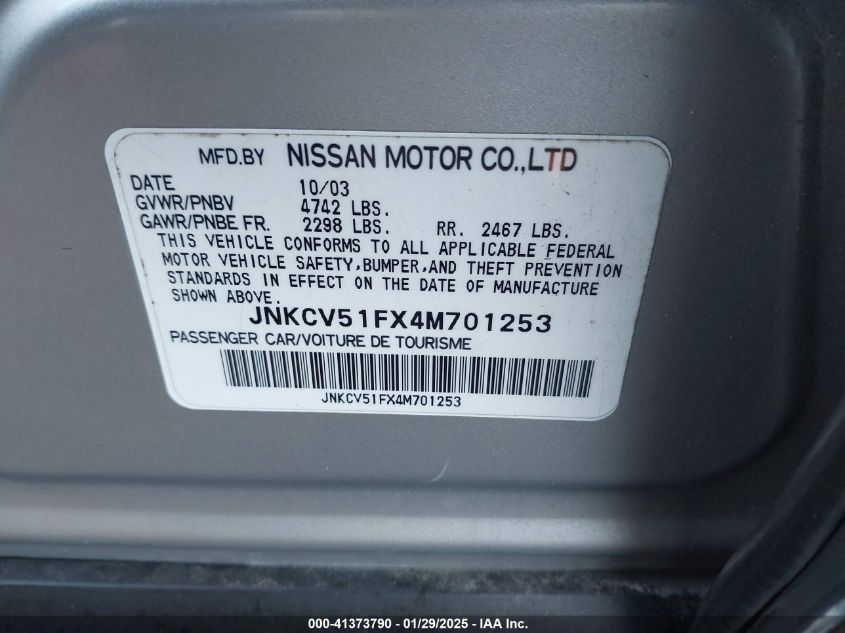 MFD.BY NISSAN MOTOR CO.,LTD
DATE 10/03
GVWR/PNBV 4742 LBS.
GAWR/PNBE FR. 2298 LBS. RR. 2467 LBS.
THIS VEHICLE CONFORMS TO ALL APPLICABLE FEDERAL
MOTOR VEHICLE SAFETY,BUMPER,AND THEFT PREVENTION
STANDARDS IN EFFECT ON THE DATE OF MANUFACTURE
SHOWN ABOVE.
JNKCV51FX4M701253
PASSENGER CAR/VOITURE DE TOURISME
JNKCV51FX4M701253
000-41373790 - 01/29/2025 - IAA Inc.